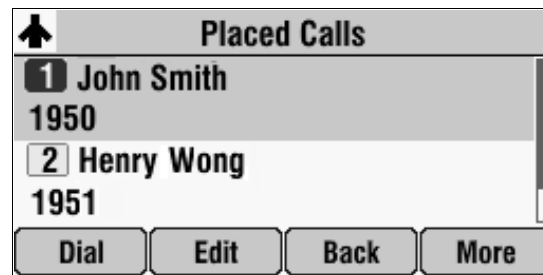 Placed Calls
1 John Smith
1950
2 Henry Wong
1951
Dial Edit Back More